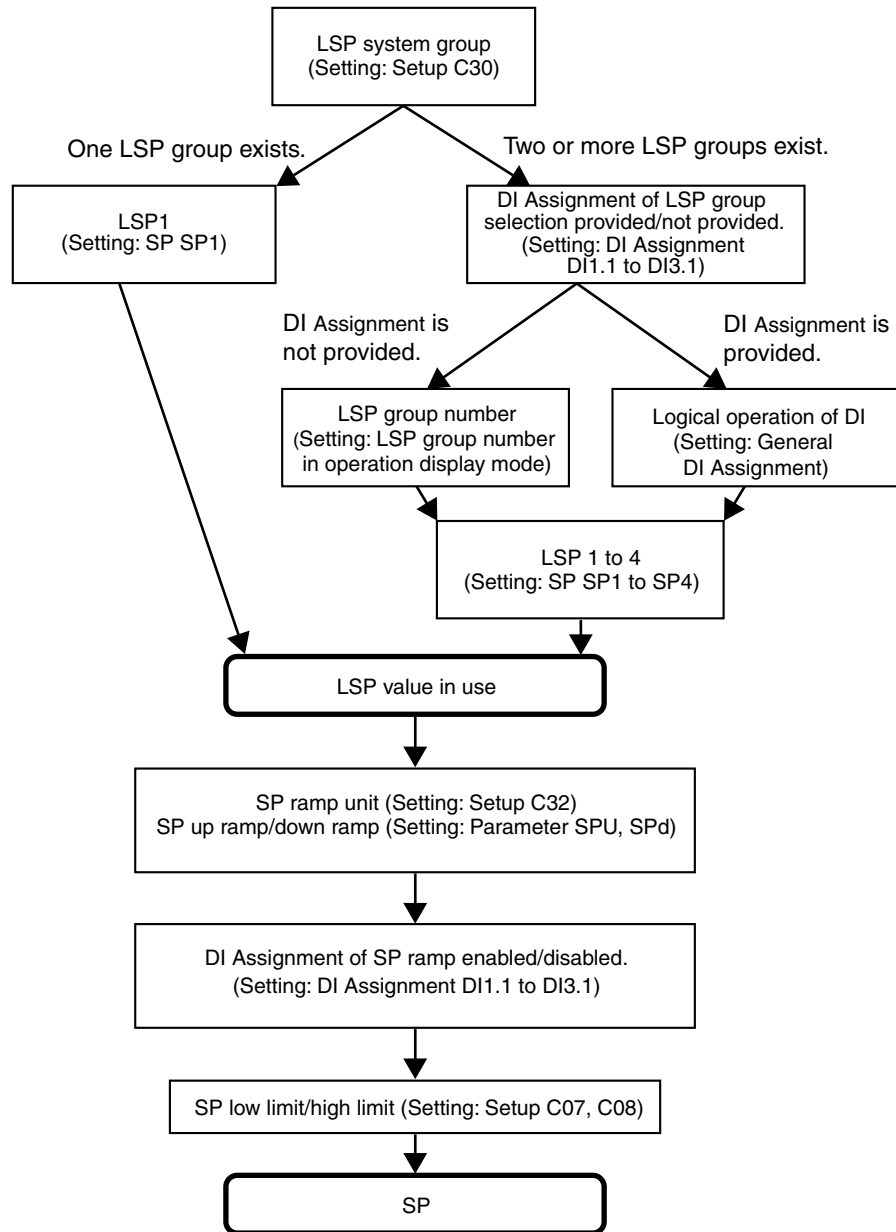 LSP system group
(Setting: Setup C30)
One LSP group exists.
Two or more LSP groups exist.
LSP1
(Setting: SP SP1)
DI Assignment of LSP group
selection provided/not provided.
(Setting: DI Assignment
DI1.1 to DI3.1)
DI Assignment is
not provided.
DI Assignment is
provided.
LSP group number
(Setting: LSP group number
in operation display mode)
Logical operation of DI
(Setting: General
DI Assignment)
LSP 1 to 4
(Setting: SP SP1 to SP4)
LSP value in use
SP ramp unit (Setting: Setup C32)
SP up ramp/down ramp (Setting: Parameter SPU, SPd)
DI Assignment of SP ramp enabled/disabled.
(Setting: DI Assignment DI1.1 to DI3.1)
SP low limit/high limit (Setting: Setup C07, C08)
SP